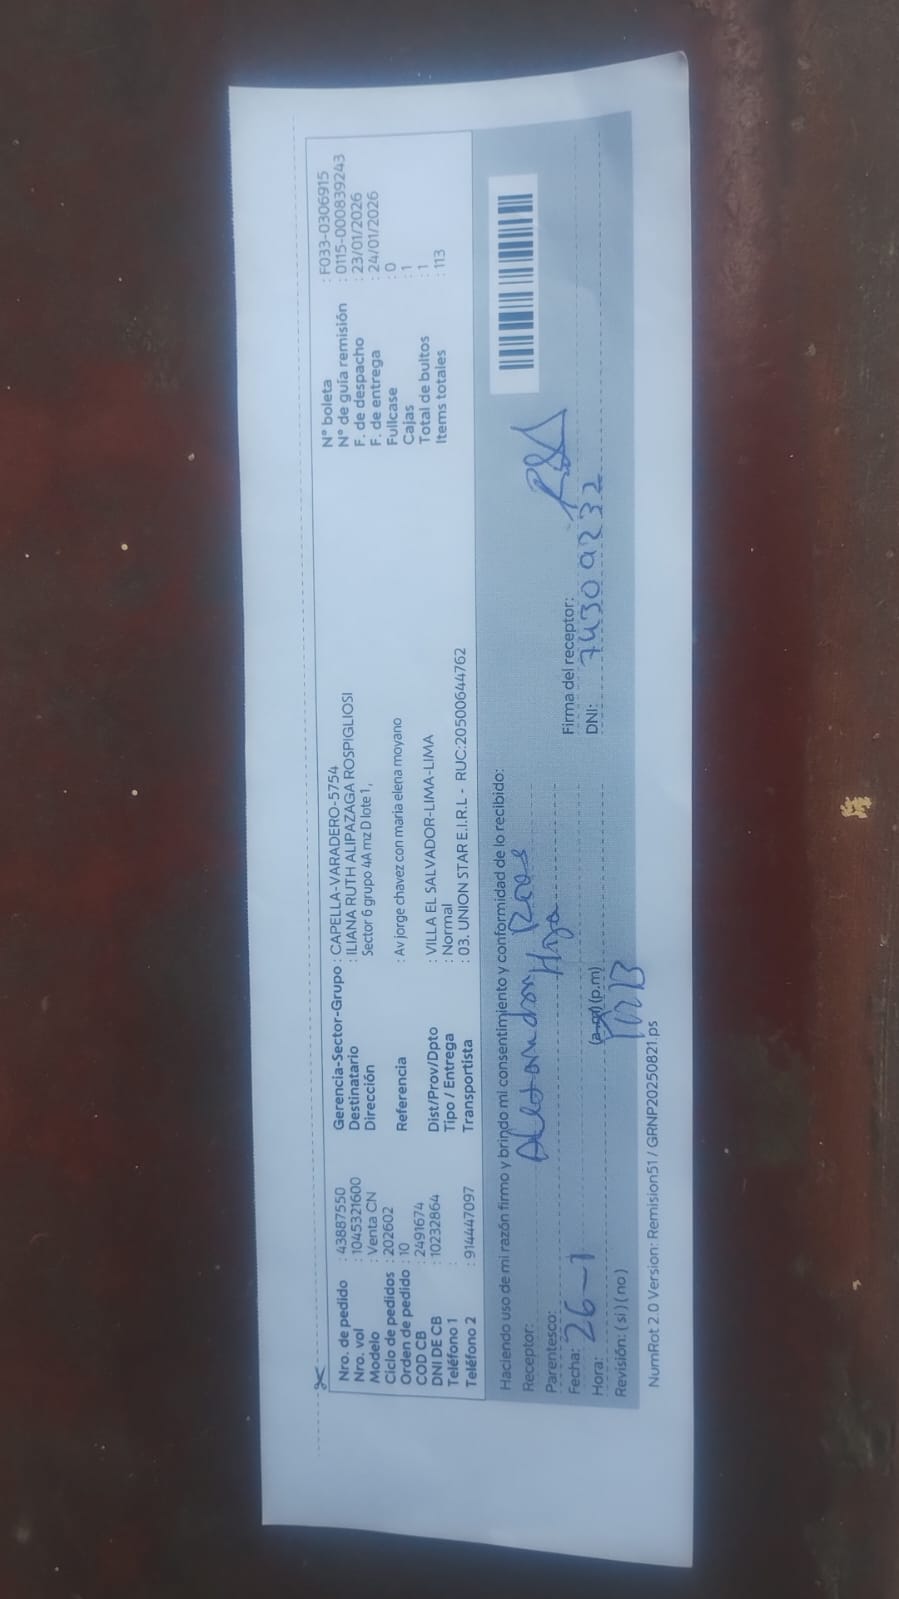 Nro. de pedido : 43887550
Nro. vol : 1045321600
Modelo : Venta CN
Ciclo de pedidos : 202602
Orden de pedido : 10
COD CB : 2491674
DNI DE CB : 10232864
Teléfono 1 :
Teléfono 2 : 914447097
Gerencia-Sector-Grupo : CAPELLA-VARADERO-5754
Destinatario : ILIANA RUTH ALIPAZAGA ROSPIGLIOSI
Dirección Sector 6 grupo 4A mz D lote 1,
Referencia : Av jorge chavez con maria elena moyano
Dist/Prov/Dpto : VILLA EL SALVADOR-LIMA-LIMA
Tipo / Entrega : Normal
Transportista : 03. UNION STAR E.I.R.L - RUC:20500644762
N° boleta : F033-0306915
N° de guía remisión : 0115-000839243
F. de despacho : 23/01/2026
F. de entrega : 24/01/2026
Fullcase : 0
Cajas : 1
Total de bultos : 1
Items totales : 113
Haciendo uso de mi razón firmo y brindo mi consentimiento y conformidad de lo recibido:
Receptor:
Parentesco: Hija
Fecha: 26-1
Hora: (a.m) (p.m)
Revisión: ( si ) ( no )
Firma del receptor:
DNI: 74309232
NumRot 2.0 Version: Remision51 / GRNP20250821.ps